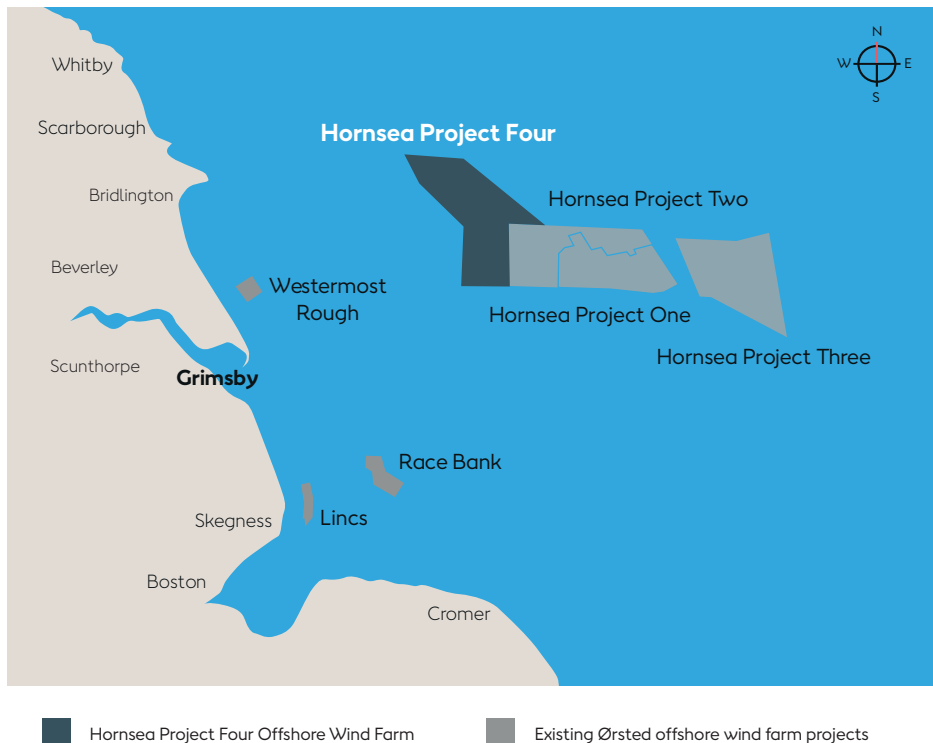 N
W
E
S
Whitby
Scarborough
Hornsea Project Four
Bridlington
Hornsea Project Two
Beverley
Westermost
Rough
Hornsea Project One
Hornsea Project Three
Scunthorpe
Grimsby
Race Bank
Lincs
Skegness
Boston
Cromer
Hornsea Project Four Offshore Wind Farm
Existing Ørsted offshore wind farm projects